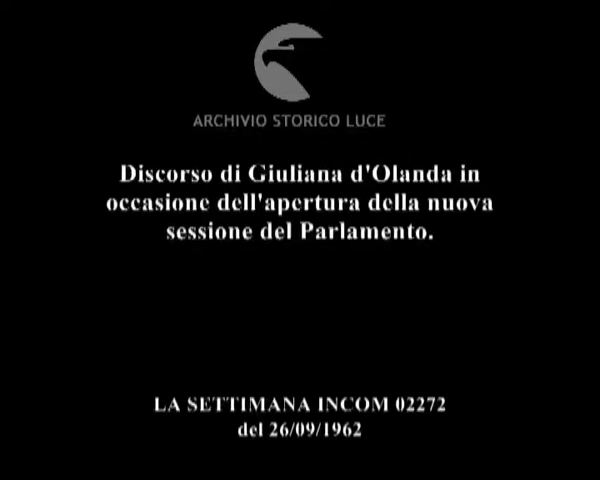 ARCHIVIO STORICO LUCE
Discorso di Giuliana d'Olanda in
occasione dell'apertura della nuova
sessione del Parlamento.
LA SETTIMANA INCOM 02272
del 26/09/1962